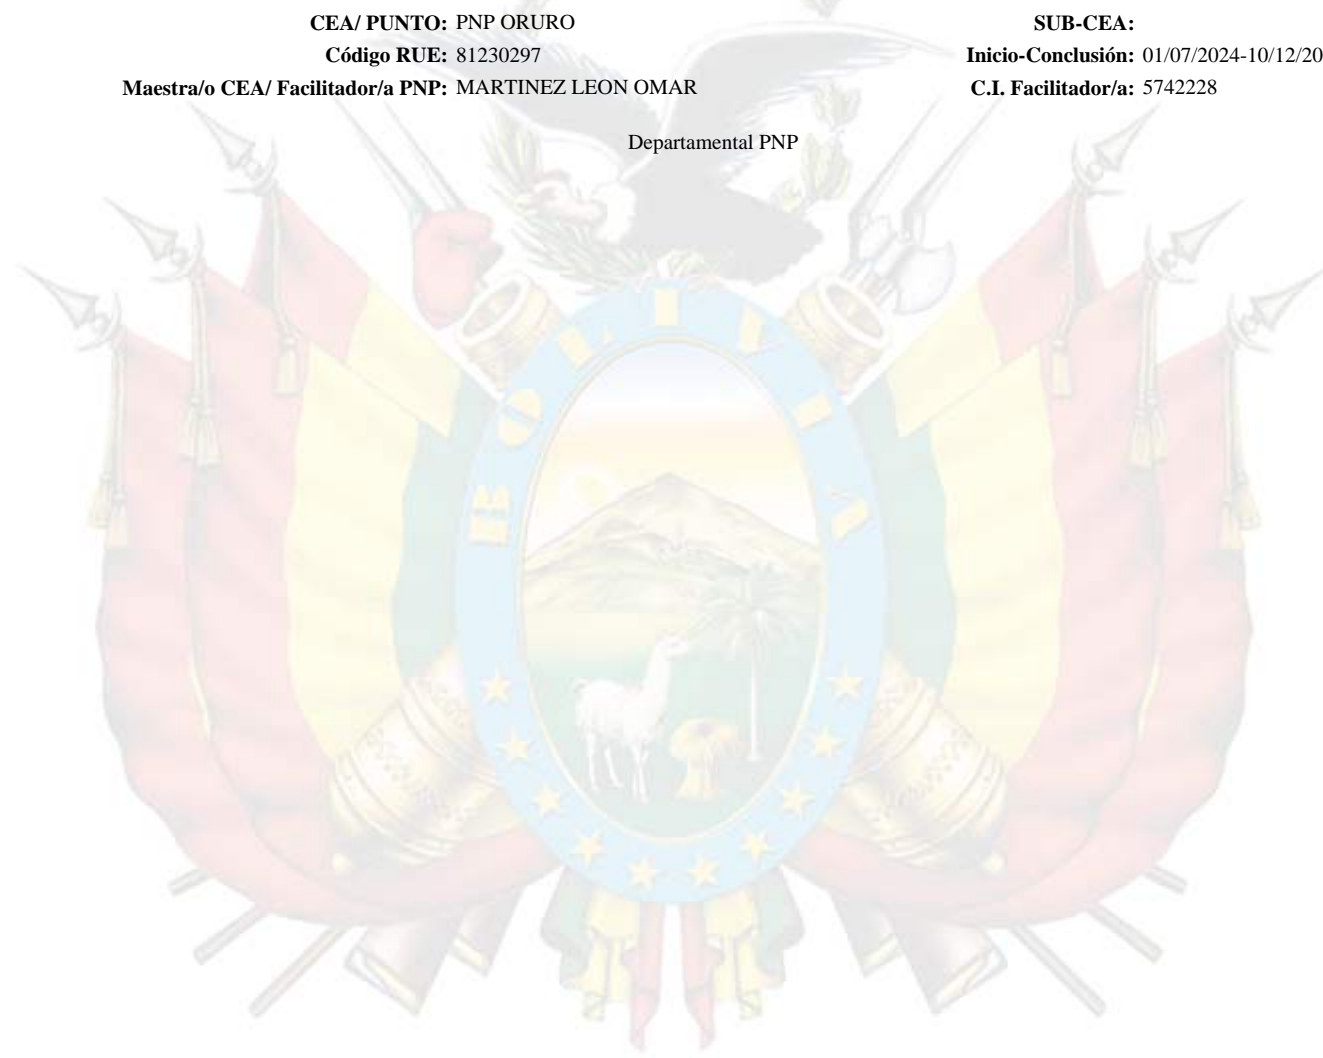 CEA/ PUNTO: PNP ORURO SUB-CEA:
Código RUE: 81230297 Inicio-Conclusión: 01/07/2024-10/12/20
Maestra/o CEA/ Facilitador/a PNP: MARTINEZ LEON OMAR C.I. Facilitador/a: 5742228
Departamental PNP
BOLIVIA